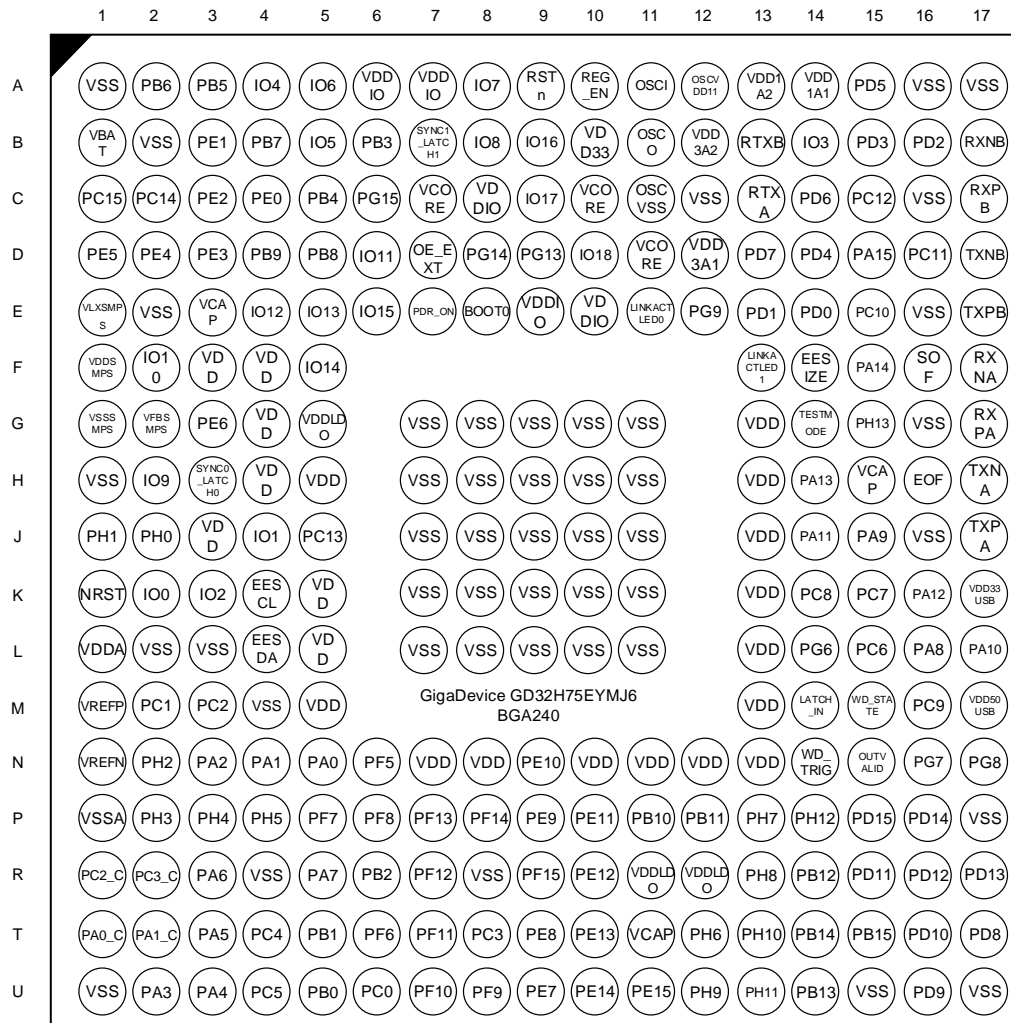 1 2 3 4 5 6 7 8 9 10 11 12 13 14 15 16 17
A VSS PB6 PB5 IO4 IO6 VDDIO VDDIO IO7 RSTn REG_EN OSCI OSCVDD11 VDD1A2 VDD1A1 PD5 VSS VSS
B VBAT VSS PE1 PB7 IO5 PB3 SYNC1_LATCH1 IO8 IO16 VDD33 OSCO VDD3A2 RTXB IO3 PD3 PD2 RXNB
C PC15 PC14 PE2 PE0 PB4 PG15 VCORE VDDIO IO17 VCORE OSCVSS VSS RTXA PD6 PC12 VSS RXPB
D PE5 PE4 PE3 PB9 PB8 IO11 OE_EXT PG14 PG13 IO18 VCORE VDD3A1 PD7 PD4 PA15 PC11 TXNB
E VLXSMPS VSS VCAP IO12 IO13 IO15 PDR_ON BOOT0 VDDIO VDDIO LINKACTLED0 PG9 PD1 PD0 PC10 VSS TXPB
F VDDSMPS IO10 VDD VDD IO14 LINKACTLED1 EESIZE PA14 SOF RXNA
G VSSSMPS VFBSMPS PE6 VDD VDDLDO VSS VSS VSS VSS VSS VDD TESTMODE PH13 VSS RXPA
H VSS IO9 SYNC0_LATCH0 VDD VDD VSS VSS VSS VSS VSS VDD PA13 VCAP EOF TXNA
J PH1 PH0 VDD IO1 PC13 VSS VSS VSS VSS VSS VDD PA11 PA9 VSS TXPA
K NRST IO0 IO2 EESCL VDD VSS VSS VSS VSS VSS VDD PC8 PC7 PA12 VDD33USB
L VDDA VSS VSS EESDA VDD VSS VSS VSS VSS VSS VDD PG6 PC6 PA8 PA10
M VREFP PC1 PC2 VSS VDD GigaDevice GD32H75EYMJ6 VDD LATCH_IN WD_STATE PC9 VDD50USB
BGA240
N VREFN PH2 PA2 PA1 PA0 PF5 VDD VDD PE10 VDD VDD VDD VDD WD_TRIG OUTVALID PG7 PG8
P VSSA PH3 PH4 PH5 PF7 PF8 PF13 PF14 PE9 PE11 PB10 PB11 PH7 PH12 PD15 PD14 VSS
R PC2_C PC3_C PA6 VSS PA7 PB2 PF12 VSS PF15 PE12 VDDLDO VDDLDO PH8 PB12 PD11 PD12 PD13
T PA0_C PA1_C PA5 PC4 PB1 PF6 PF11 PC3 PE8 PE13 VCAP PH6 PH10 PB14 PB15 PD10 PD8
U VSS PA3 PA4 PC5 PB0 PC0 PF10 PF9 PE7 PE14 PE15 PH9 PH11 PB13 VSS PD9 VSS